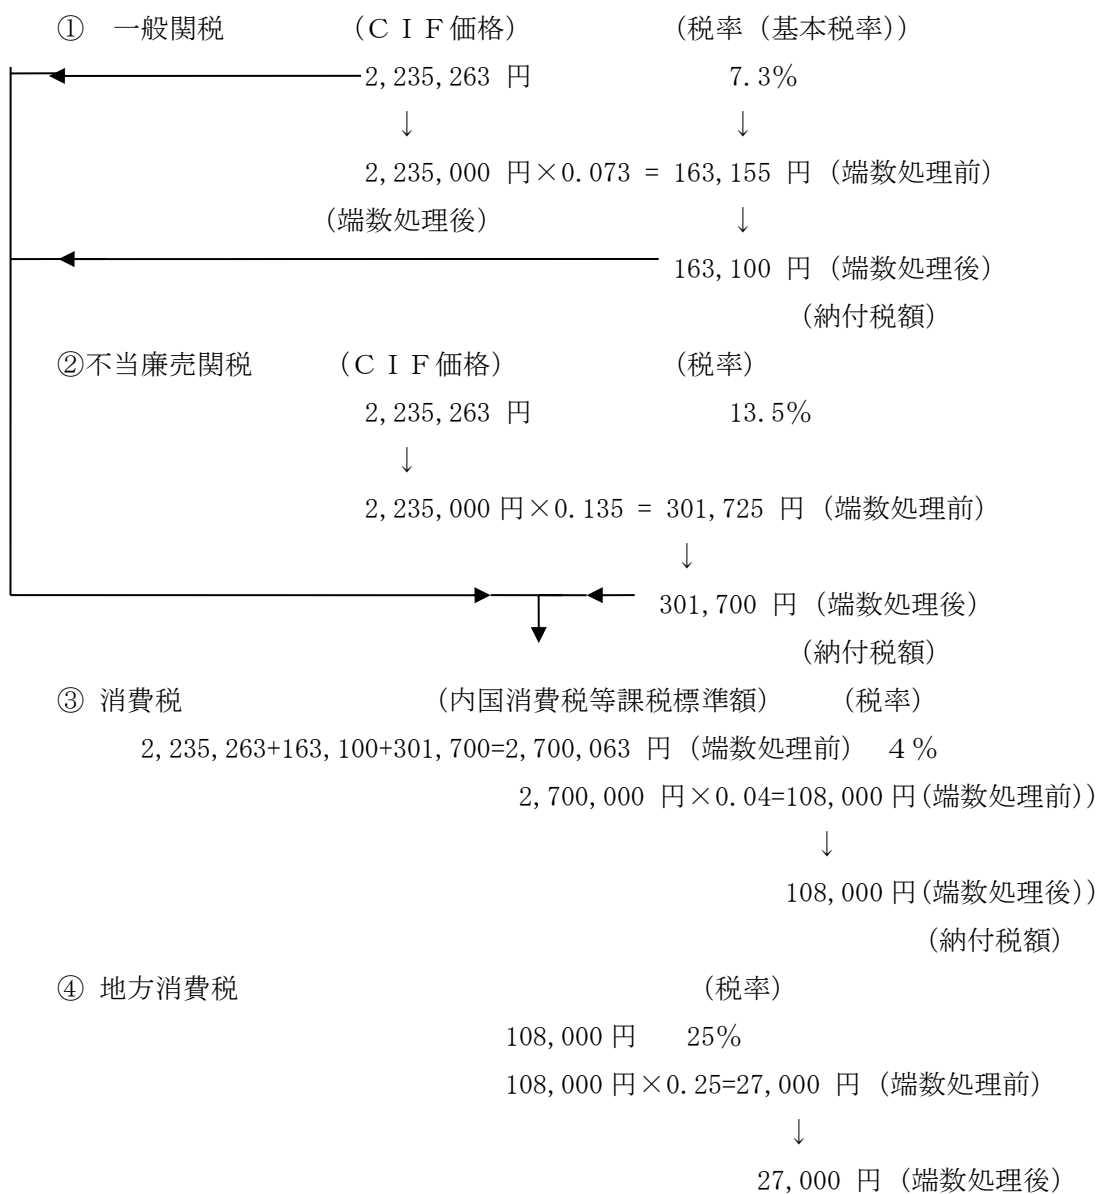 ① 一般関税 (ＣＩＦ価格) (税率 (基本税率))
2,235,263 円 7.3%
↓ ↓
2,235,000 円×0.073 = 163,155 円 (端数処理前)
(端数処理後) ↓
163,100 円 (端数処理後)
(納付税額)
②不当廉売関税 (ＣＩＦ価格) (税率)
2,235,263 円 13.5%
↓
2,235,000 円×0.135 = 301,725 円 (端数処理前)
↓
301,700 円 (端数処理後)
(納付税額)
③ 消費税 (内国消費税等課税標準額) (税率)
2,235,263+163,100+301,700=2,700,063 円 (端数処理前) ４%
2,700,000 円×0.04=108,000 円(端数処理前))
↓
108,000 円(端数処理後))
(納付税額)
④ 地方消費税 (税率)
108,000 円 25%
108,000 円×0.25=27,000 円 (端数処理前)
↓
27,000 円 (端数処理後)